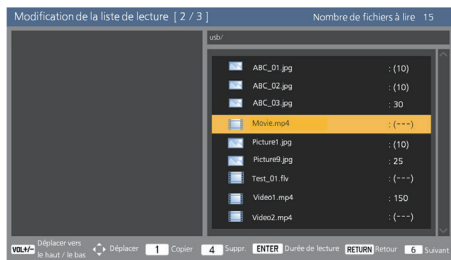 Modification de la liste de lecture [ 2 / 3 ] Nombre de fichiers à lire 15
usb/
ABC_01.jpg : (10)
ABC_02.jpg : (10)
ABC_03.jpg : 30
Movie.mp4 : (---)
Picture1.jpg : (10)
Picture9.jpg : 25
Test_01.flv : (---)
Video1.mp4 : 150
Video2.mp4 : (---)
VOL+/- Déplacer vers le haut / le bas Déplacer 1 Copier 4 Suppr. ENTER Durée de lecture RETURN Retour 6 Suivant